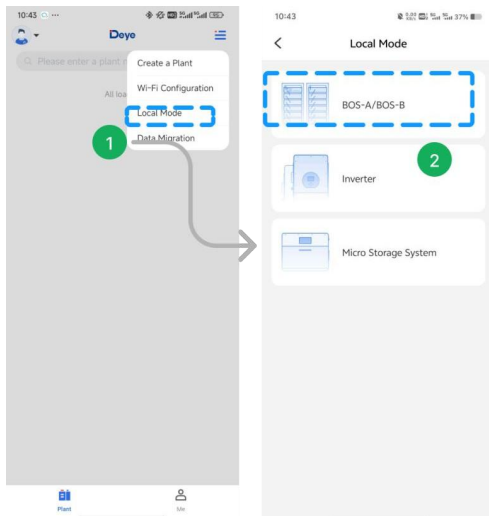 10:43
Deye
Please enter a plant n
Create a Plant
Wi-Fi Configuration
Local Mode
Data Migration
All loa
1
Plant
Me
10:43
37%
Local Mode
BOS-A/BOS-B
2
Inverter
Micro Storage System